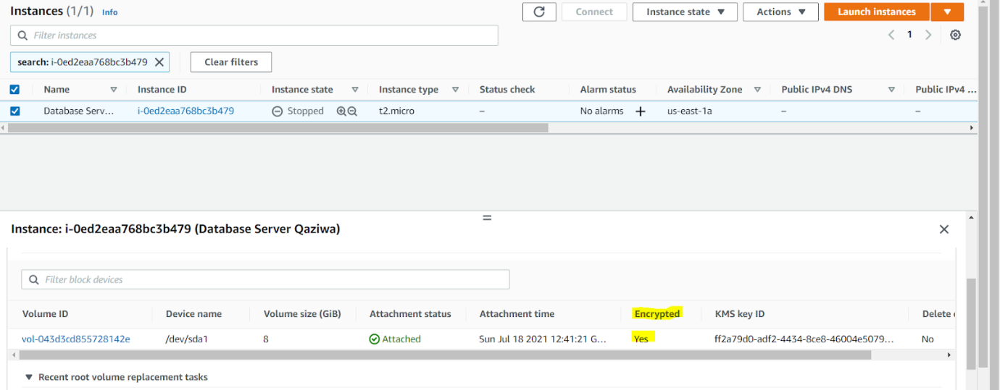 Instances (1/1) Info
Connect
Instance state
Actions
Launch instances
Filter instances
1
search: i-0ed2eaa768bc3b479
Clear filters
Name Instance ID Instance state Instance type Status check Alarm status Availability Zone Public IPv4 DNS Public IPv4 ...
Database Serv... i-0ed2eaa768bc3b479 Stopped t2.micro – No alarms + us-east-1a – –
Instance: i-0ed2eaa768bc3b479 (Database Server Qaziwa)
Filter block devices
Volume ID Device name Volume size (GiB) Attachment status Attachment time Encrypted KMS key ID Delete
vol-043d3cd855728142e /dev/sda1 8 Attached Sun Jul 18 2021 12:41:21 G... Yes ff2a79d0-adf2-4434-8ce8-46004e5079... No
Recent root volume replacement tasks